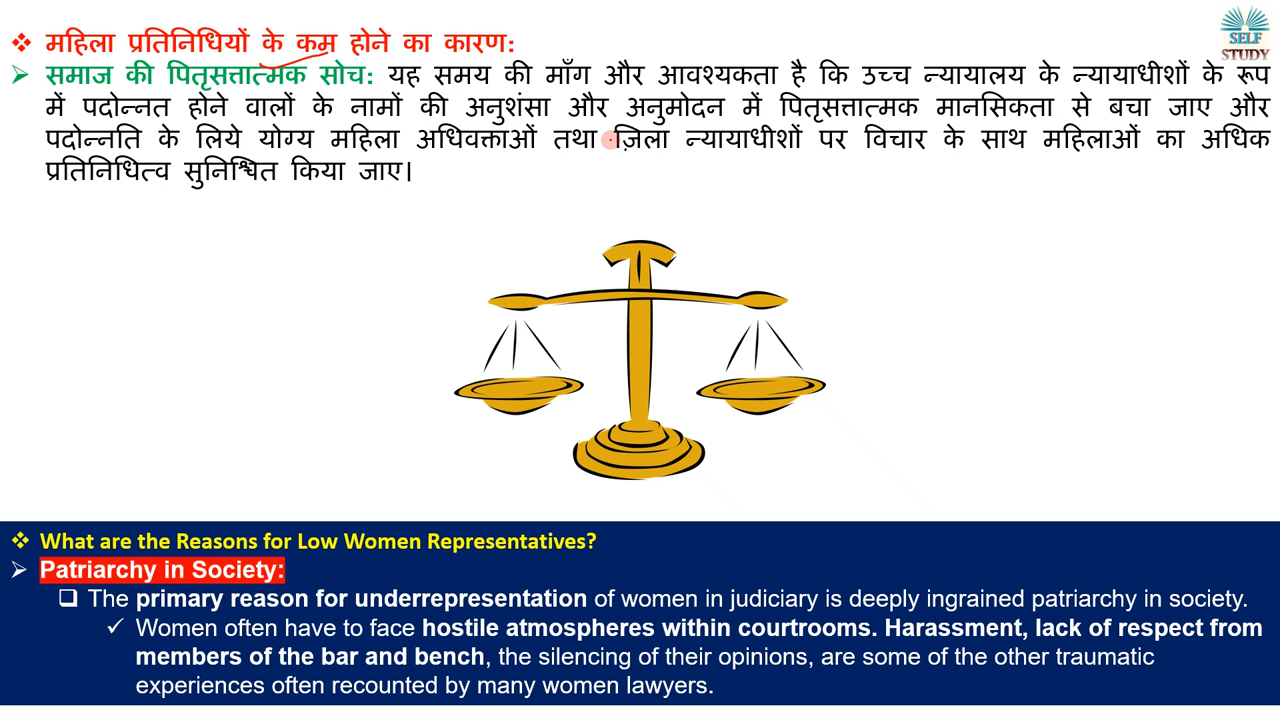 ❖ महिला प्रतिनिधियों के कम होने का कारण:
SELF
STUDY
➢ समाज की पितृसत्तात्मक सोच: यह समय की माँग और आवश्यकता है कि उच्च न्यायालय के न्यायाधीशों के रूप
में पदोन्नत होने वालों के नामों की अनुशंसा और अनुमोदन में पितृसत्तात्मक मानसिकता से बचा जाए और
पदोन्नति के लिये योग्य महिला अधिवक्ताओं तथा ज़िला न्यायाधीशों पर विचार के साथ महिलाओं का अधिक
प्रतिनिधित्व सुनिश्चित किया जाए।
❖ What are the Reasons for Low Women Representatives?
➢ Patriarchy in Society:
❑ The primary reason for underrepresentation of women in judiciary is deeply ingrained patriarchy in society.
✓ Women often have to face hostile atmospheres within courtrooms. Harassment, lack of respect from
members of the bar and bench, the silencing of their opinions, are some of the other traumatic
experiences often recounted by many women lawyers.